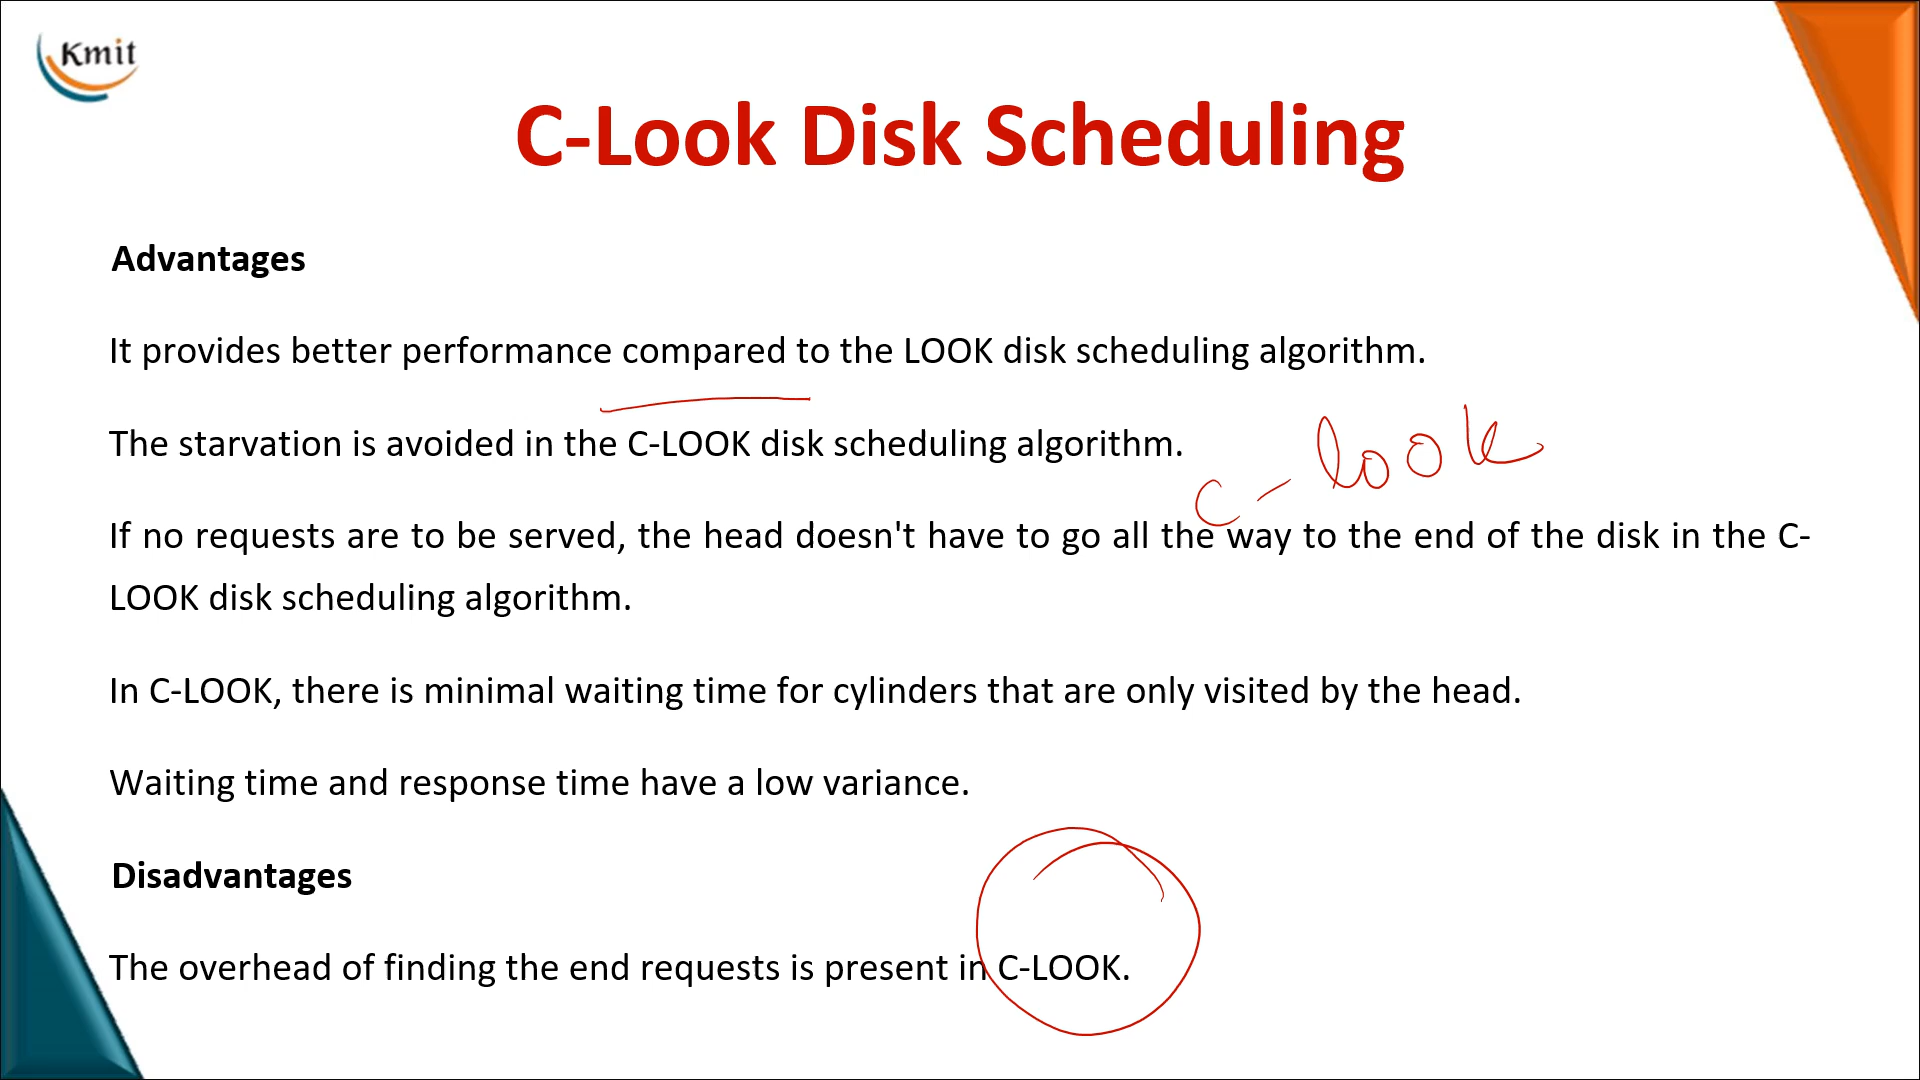 Kmit
C-Look Disk Scheduling
Advantages
It provides better performance compared to the LOOK disk scheduling algorithm.
The starvation is avoided in the C-LOOK disk scheduling algorithm.
c - look
If no requests are to be served, the head doesn't have to go all the way to the end of the disk in the C-
LOOK disk scheduling algorithm.
In C-LOOK, there is minimal waiting time for cylinders that are only visited by the head.
Waiting time and response time have a low variance.
Disadvantages
The overhead of finding the end requests is present in C-LOOK.